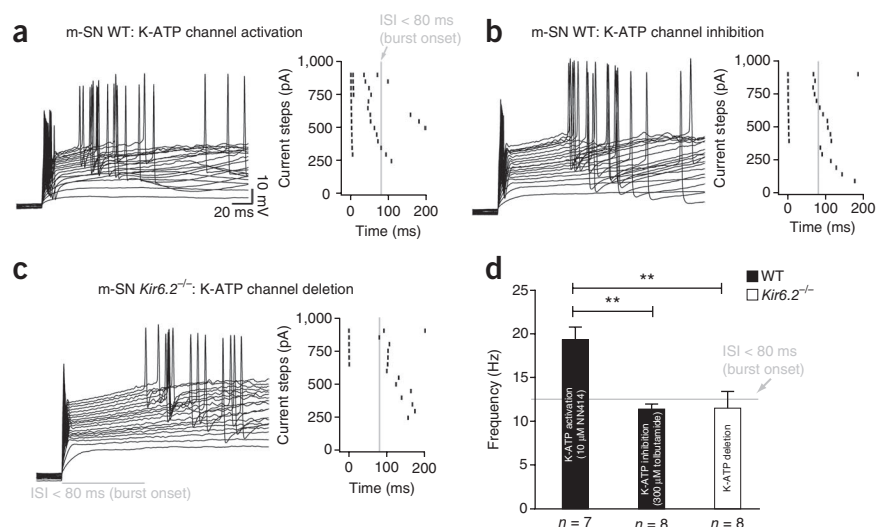 a
m-SN WT: K-ATP channel activation
ISI < 80 ms
(burst onset)
1,000
750
500
250
0
Current steps (pA)
0 100 200
Time (ms)
10 mV
20 ms
b
m-SN WT: K-ATP channel inhibition
1,000
750
500
250
0
Current steps (pA)
0 100 200
Time (ms)
c
m-SN Kir6.2–/–: K-ATP channel deletion
1,000
750
500
250
0
Current steps (pA)
0 100 200
Time (ms)
ISI < 80 ms (burst onset)
d
WT
Kir6.2–/–
**
**
ISI < 80 ms
(burst onset)
25
20
15
10
5
0
Frequency (Hz)
K-ATP activation
(10 µM NN414)
K-ATP inhibition
(300 µM tolbutamide)
K-ATP deletion
n = 7 n = 8 n = 8